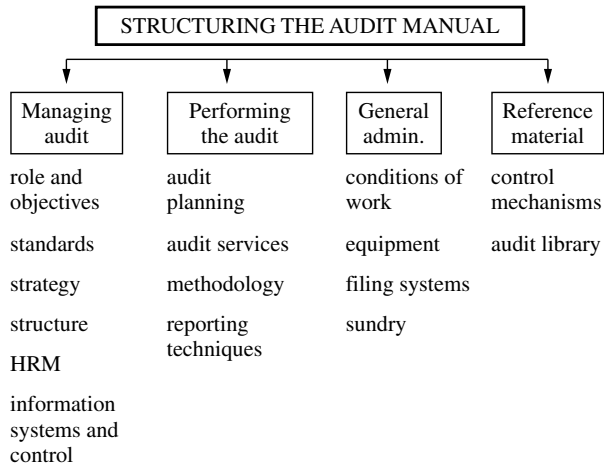 STRUCTURING THE AUDIT MANUAL
Managing
audit
role and
objectives
standards
strategy
structure
HRM
information
systems and
control
Performing
the audit
audit
planning
audit services
methodology
reporting
techniques
General
admin.
conditions of
work
equipment
filing systems
sundry
Reference
material
control
mechanisms
audit library